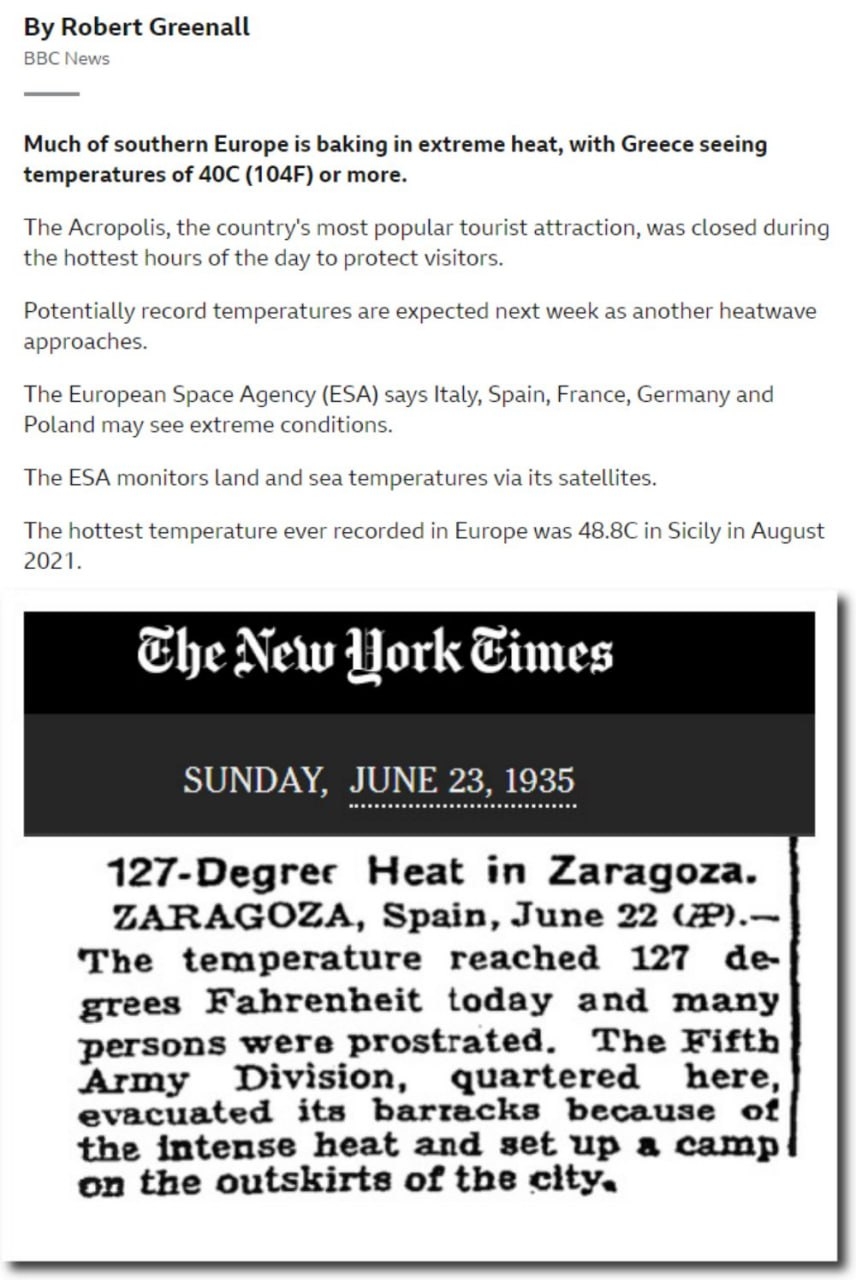 By Robert Greenall
BBC News
Much of southern Europe is baking in extreme heat, with Greece seeing
temperatures of 40C (104F) or more.
The Acropolis, the country's most popular tourist attraction, was closed during
the hottest hours of the day to protect visitors.
Potentially record temperatures are expected next week as another heatwave
approaches.
The European Space Agency (ESA) says Italy, Spain, France, Germany and
Poland may see extreme conditions.
The ESA monitors land and sea temperatures via its satellites.
The hottest temperature ever recorded in Europe was 48.8C in Sicily in August
2021.
The New York Times
SUNDAY, JUNE 23, 1935
127-Degree Heat in Zaragoza.
ZARAGOZA, Spain, June 22 (AP).—
The temperature reached 127 de-
grees Fahrenheit today and many
persons were prostrated. The Fifth
Army Division, quartered here,
evacuated its barracks because of
the intense heat and set up a camp
on the outskirts of the city.